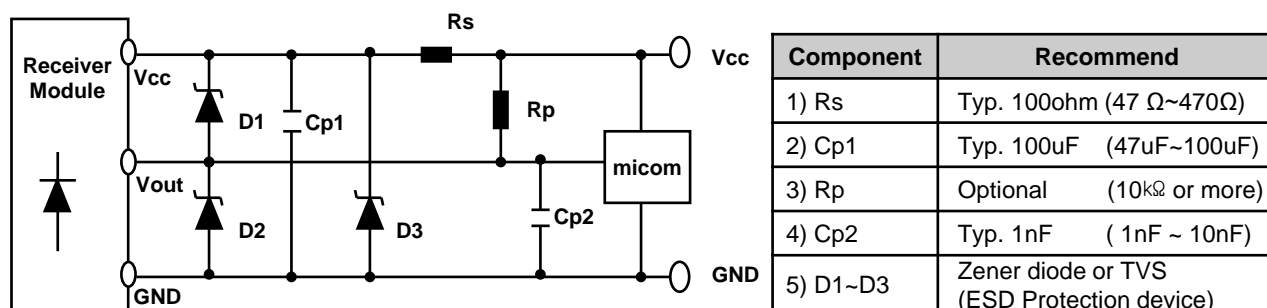 Rs
Vcc
Receiver
Module
Vcc
D1
Cp1
Rp
micom
Vout
D2
D3
Cp2
GND
GND
Component Recommend
1) Rs Typ. 100ohm (47 Ω~470Ω)
2) Cp1 Typ. 100uF (47uF~100uF)
3) Rp Optional (10kΩ or more)
4) Cp2 Typ. 1nF ( 1nF ~ 10nF)
5) D1~D3 Zener diode or TVS
(ESD Protection device)